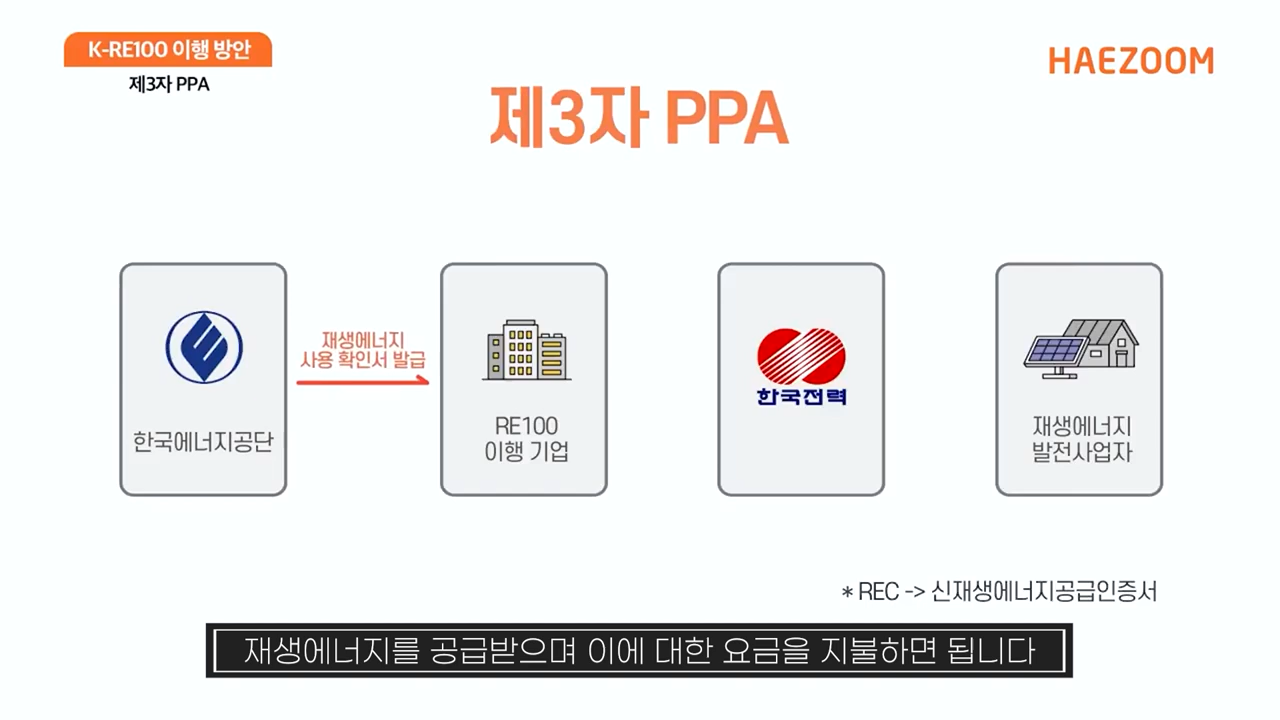 K-RE100 이행 방안
제3자 PPA
HAEZOOM
제3자 PPA
한국에너지공단
재생에너지
사용 확인서 발급
RE100
이행 기업
한국전력
재생에너지
발전사업자
* REC -> 신재생에너지공급인증서
재생에너지를 공급받으며 이에 대한 요금을 지불하면 됩니다